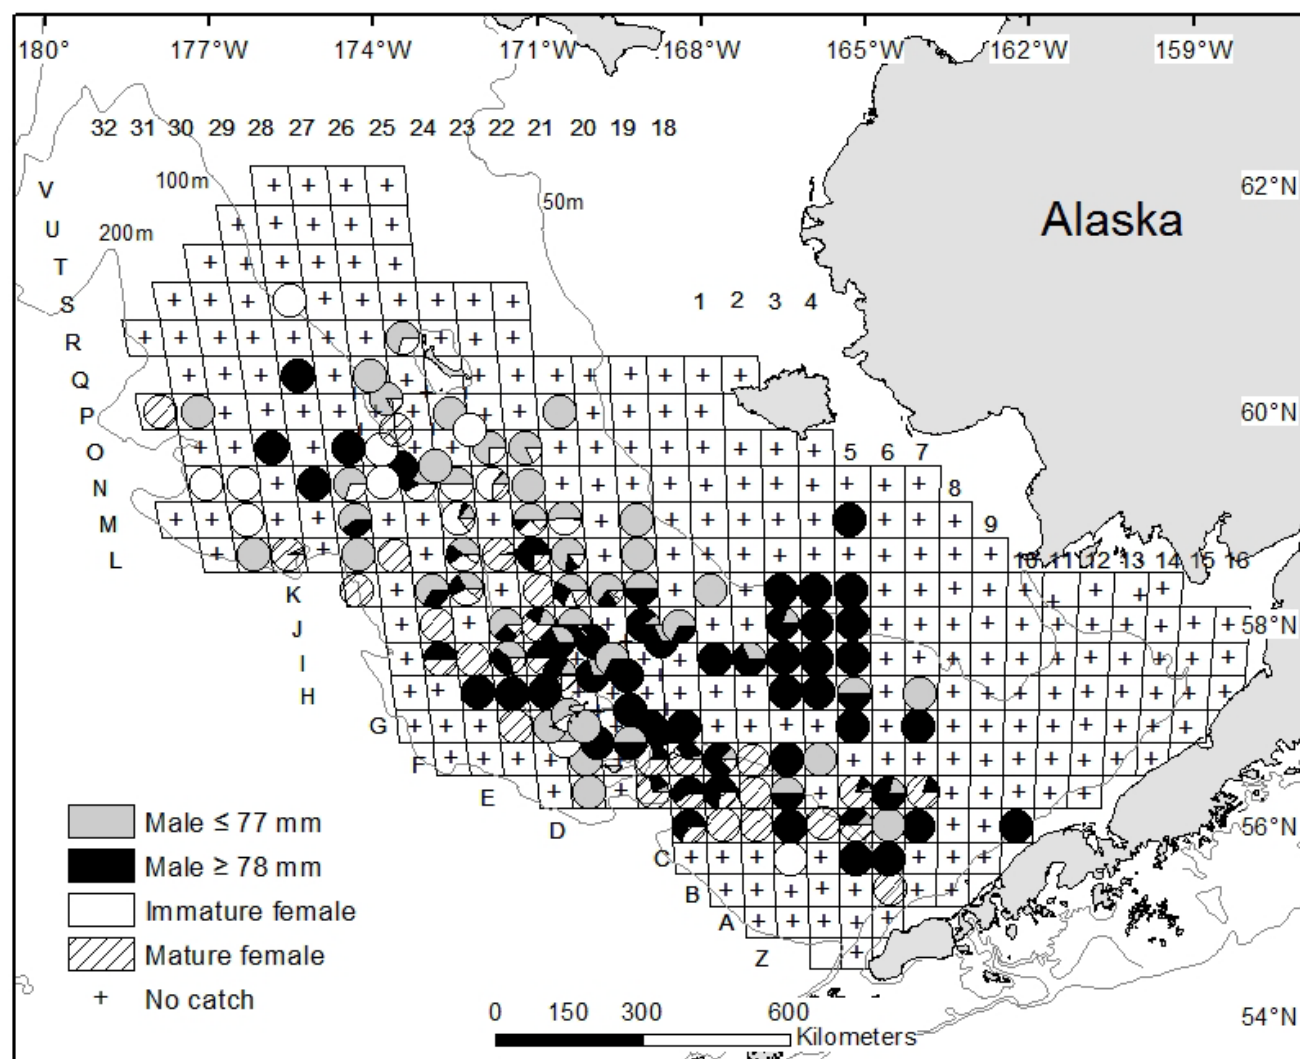 180° 177°W 174°W 171°W 168°W 165°W 162°W 159°W
32 31 30 29 28 27 26 25 24 23 22 21 20 19 18
100m
V
62°N
50m
Alaska
U
200m
T
S
1 2 3 4
R
Q
P
60°N
O
5 6 7
N
8
M
9
L
10 11 12 13 14 15 16
K
J
58°N
I
H
G
F
E
D
Male ≤ 77 mm
56°N
C
Male ≥ 78 mm
B
Immature female
A
Mature female
Z
No catch
0 150 300 600
54°N
Kilometers